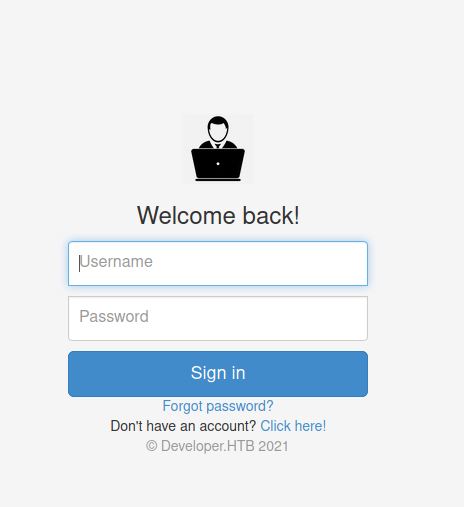 Welcome back!
Username
Password
Sign in
Forgot password?
Don't have an account? Click here!
© Developer.HTB 2021